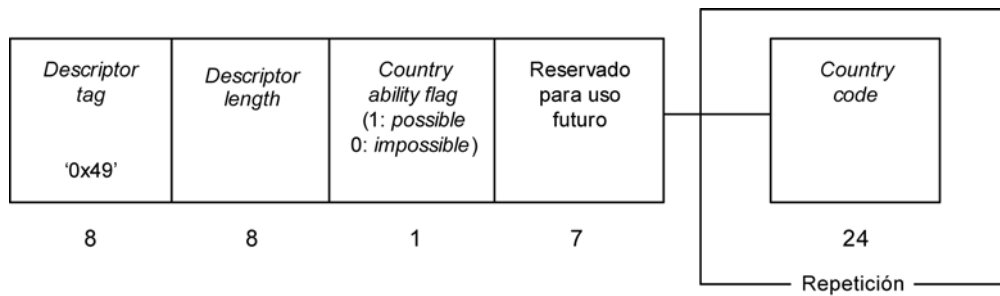 Descriptor
tag
'0x49'
Descriptor
length
Country
ability flag
(1: possible
0: impossible)
Reservado
para uso
futuro
Country
code
8
8
1
7
24
Repetición